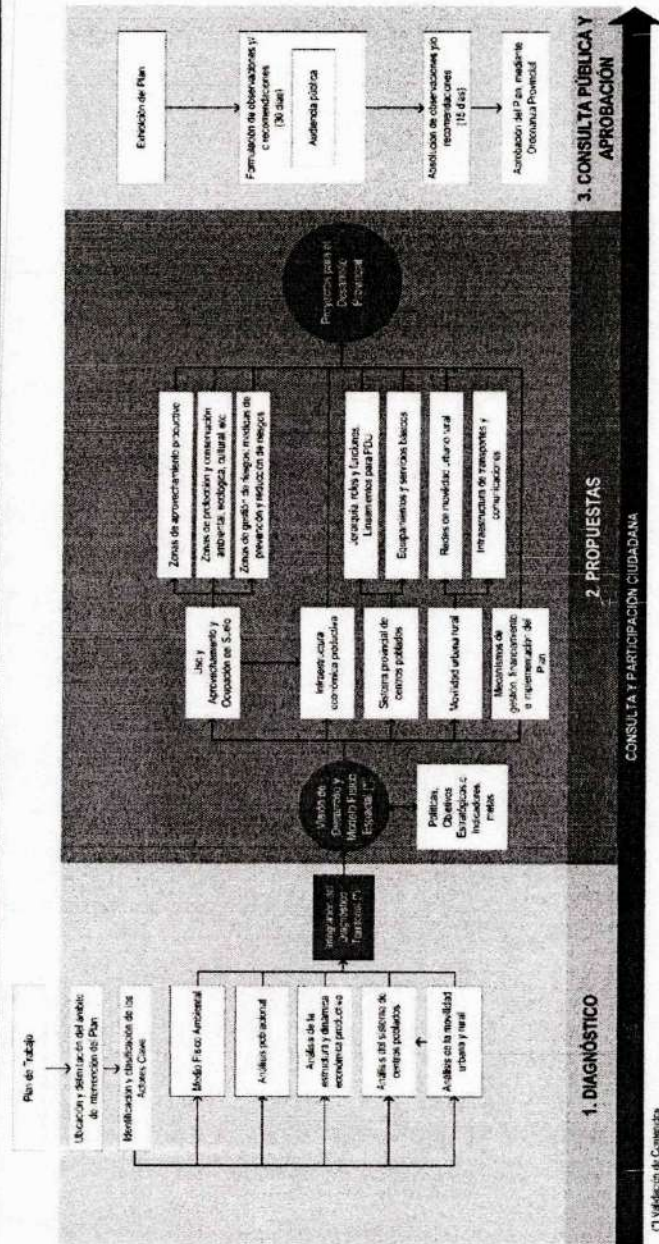 Plan de Trabajo
Ubicación y delimitación del ámbito
de intervención del Plan
Identificación y clasificación de los
Actores Clave
Medio Físico Ambiental
Análisis poblacional
Análisis de la
estructura y dinámica
económica productiva
Análisis del sistema de
centros poblados
Análisis de la movilidad
urbana y rural
Integración del
Diagnóstico
Territorial (*)
1. DIAGNÓSTICO
Visión de
Desarrollo y
Modelo Físico
Espacial (*)
Políticas,
Objetivos
Estratégicos e
Indicadores,
metas
Uso y
Aprovechamiento y
Ocupación del Suelo
Infraestructura
económica productiva
Sistema provincial de
centros poblados
Movilidad urbana rural
Mecanismos de
gestión, financiamiento
e implementación del
Plan
Zonas de aprovechamiento productivo
Zonas de protección y conservación
ambiental, ecológica, cultural, etc
Zonas de gestión de riesgos: medidas de
prevención y reducción de riesgos
Jerarquía, roles y funciones.
Lineamientos para PDU
Equipamientos y servicios básicos
Redes de movilidad urbano rural
Infraestructura de transportes y
comunicaciones
Proyectos para el
Desarrollo
Provincial
2. PROPUESTAS
Exhibición del Plan
Formulación de observaciones y/
o recomendaciones
(30 días)
Audiencia pública
Absolución de observaciones y/o
recomendaciones
(15 días)
Aprobación del Plan, mediante
Ordenanza Provincial
3. CONSULTA PÚBLICA Y
APROBACIÓN
CONSULTA Y PARTICIPACIÓN CIUDADANA
(*) Validación de Contenidos